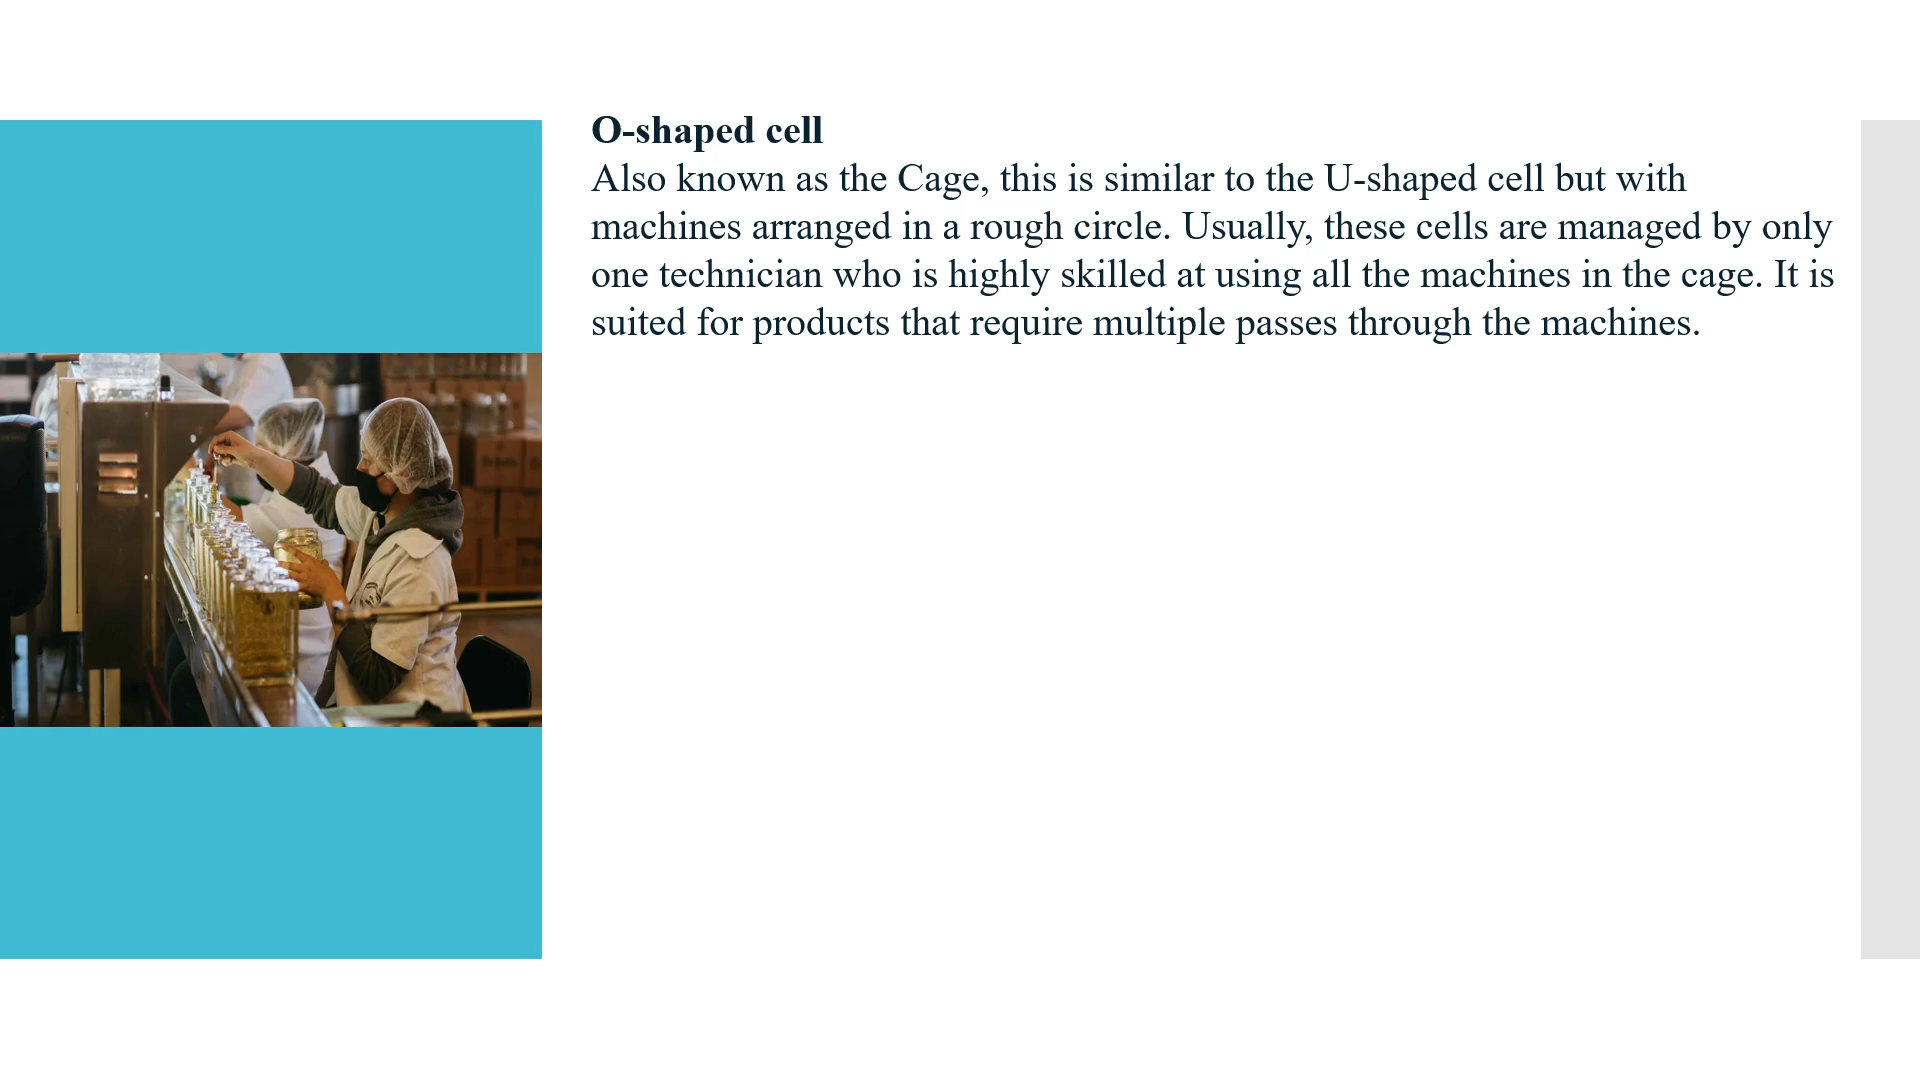 O-shaped cell
Also known as the Cage, this is similar to the U-shaped cell but with
machines arranged in a rough circle. Usually, these cells are managed by only
one technician who is highly skilled at using all the machines in the cage. It is
suited for products that require multiple passes through the machines.